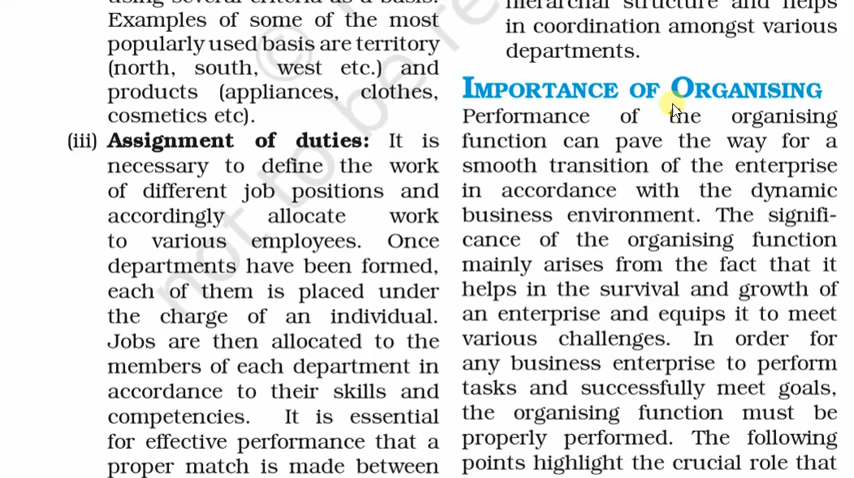 Examples of some of the most
popularly used basis are territory
(north, south, west etc.) and
products (appliances, clothes,
cosmetics etc).
(iii) Assignment of duties: It is
necessary to define the work
of different job positions and
accordingly allocate work
to various employees. Once
departments have been formed,
each of them is placed under
the charge of an individual.
Jobs are then allocated to the
members of each department in
accordance to their skills and
competencies. It is essential
for effective performance that a
proper match is made between
hierarchal structure and helps
in coordination amongst various
departments.
IMPORTANCE OF ORGANISING
Performance of the organising
function can pave the way for a
smooth transition of the enterprise
in accordance with the dynamic
business environment. The signifi-
cance of the organising function
mainly arises from the fact that it
helps in the survival and growth of
an enterprise and equips it to meet
various challenges. In order for
any business enterprise to perform
tasks and successfully meet goals,
the organising function must be
properly performed. The following
points highlight the crucial role that
©
not to be re